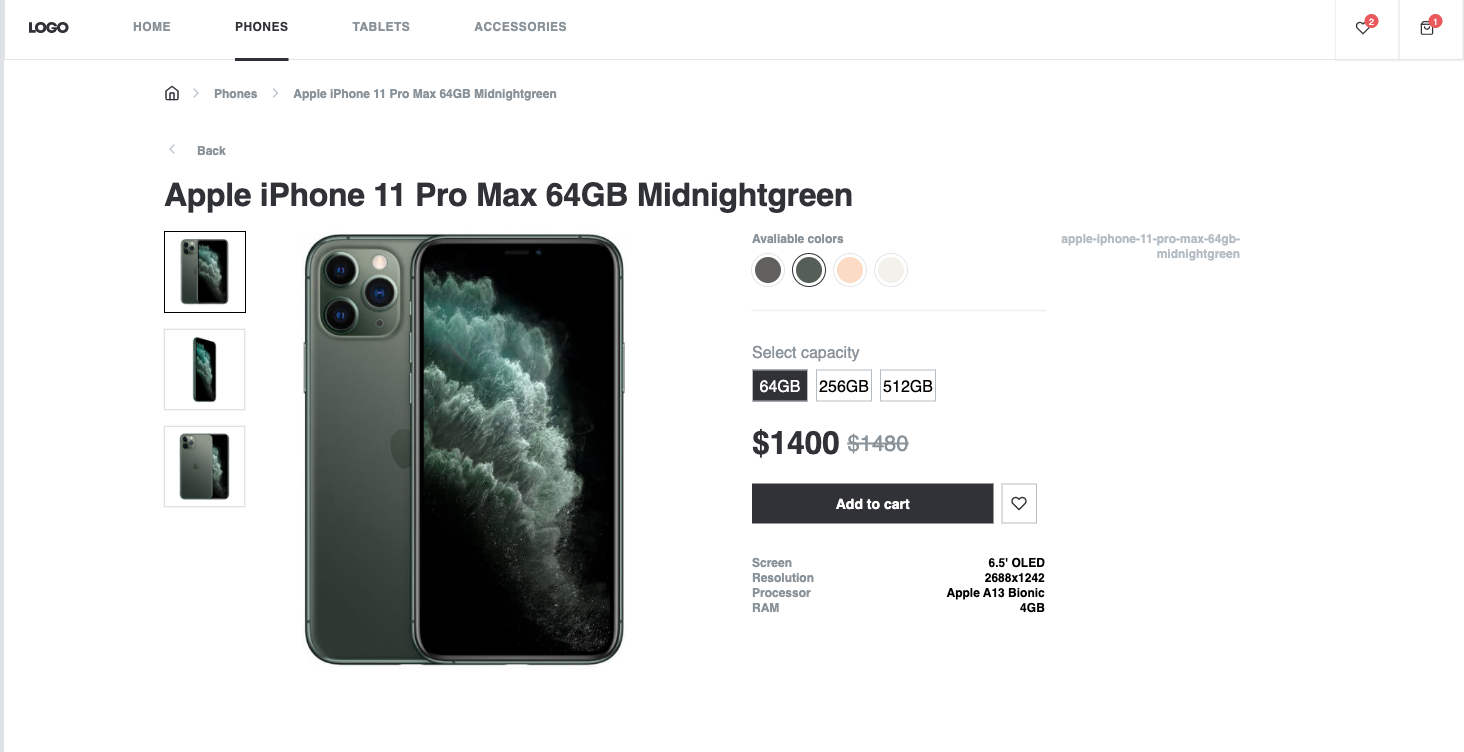 LOGO
HOME
PHONES
TABLETS
ACCESSORIES
2
1
Phones
Apple iPhone 11 Pro Max 64GB Midnightgreen
Back
Apple iPhone 11 Pro Max 64GB Midnightgreen
Avaliable colors
apple-iphone-11-pro-max-64gb-
midnightgreen
Select capacity
64GB 256GB 512GB
$1400 $1480
Add to cart
Screen 6.5' OLED
Resolution 2688x1242
Processor Apple A13 Bionic
RAM 4GB